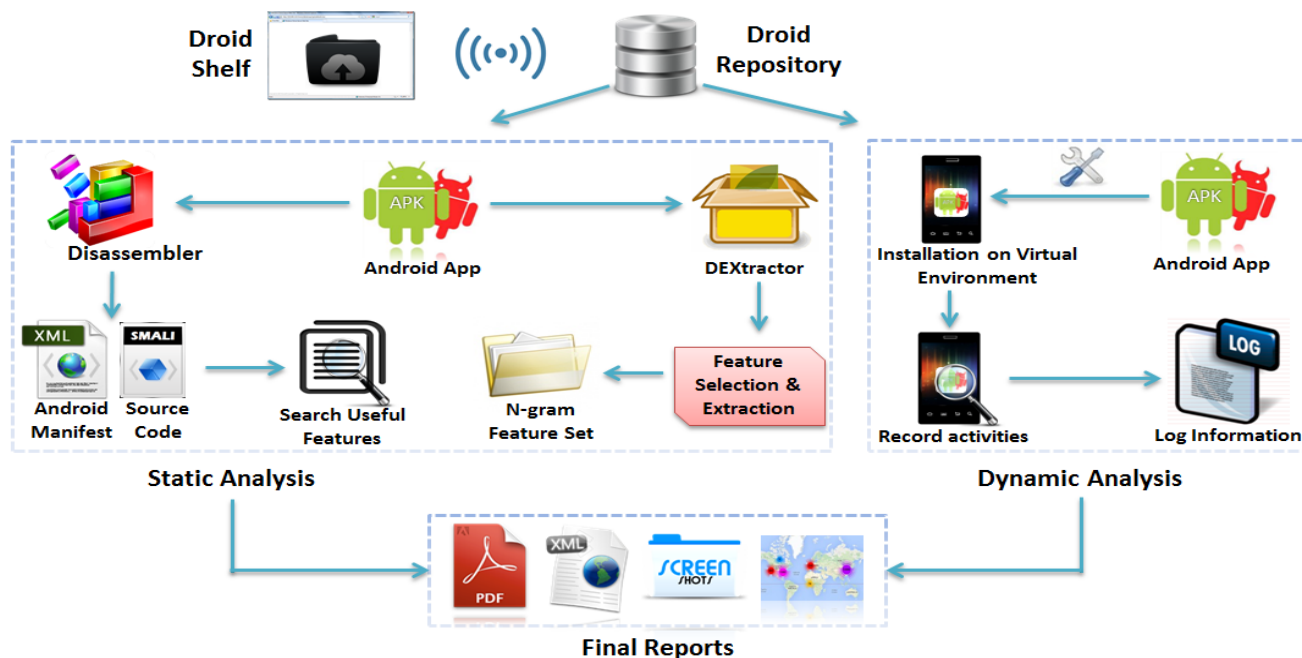 Droid
Shelf
Droid
Repository
APK
Disassembler
Android App
DEXtractor
XML
SMALI
Android
Manifest
Source
Code
Search Useful
Features
N-gram
Feature Set
Feature
Selection &
Extraction
APK
Installation on Virtual
Environment
Android App
LOG
Record activities
Log Information
Static Analysis
Dynamic Analysis
PDF
XML
SCREEN
SHOTS
Final Reports